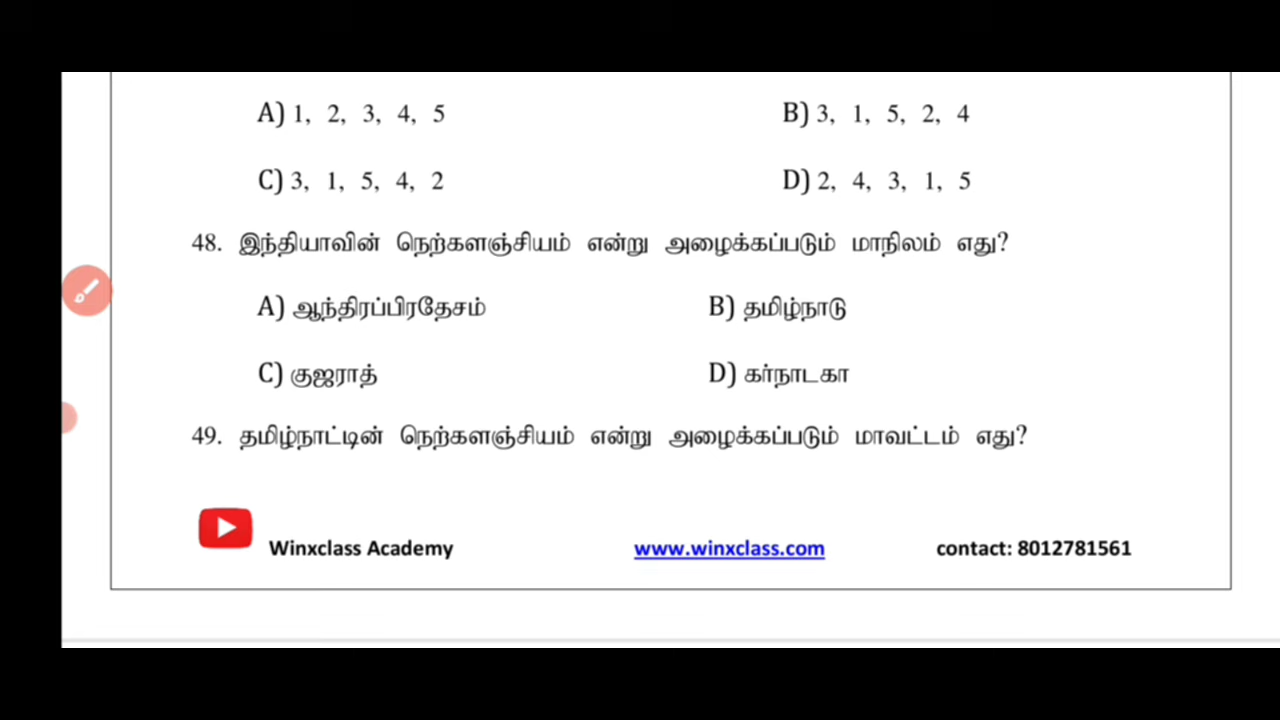 A) 1, 2, 3, 4, 5 B) 3, 1, 5, 2, 4
C) 3, 1, 5, 4, 2 D) 2, 4, 3, 1, 5
48. இந்தியாவின் நெற்களஞ்சியம் என்று அழைக்கப்படும் மாநிலம் எது?
A) ஆந்திரப்பிரதேசம் B) தமிழ்நாடு
C) குஜராத் D) கர்நாடகா
49. தமிழ்நாட்டின் நெற்களஞ்சியம் என்று அழைக்கப்படும் மாவட்டம் எது?
Winxclass Academy www.winxclass.com contact: 8012781561